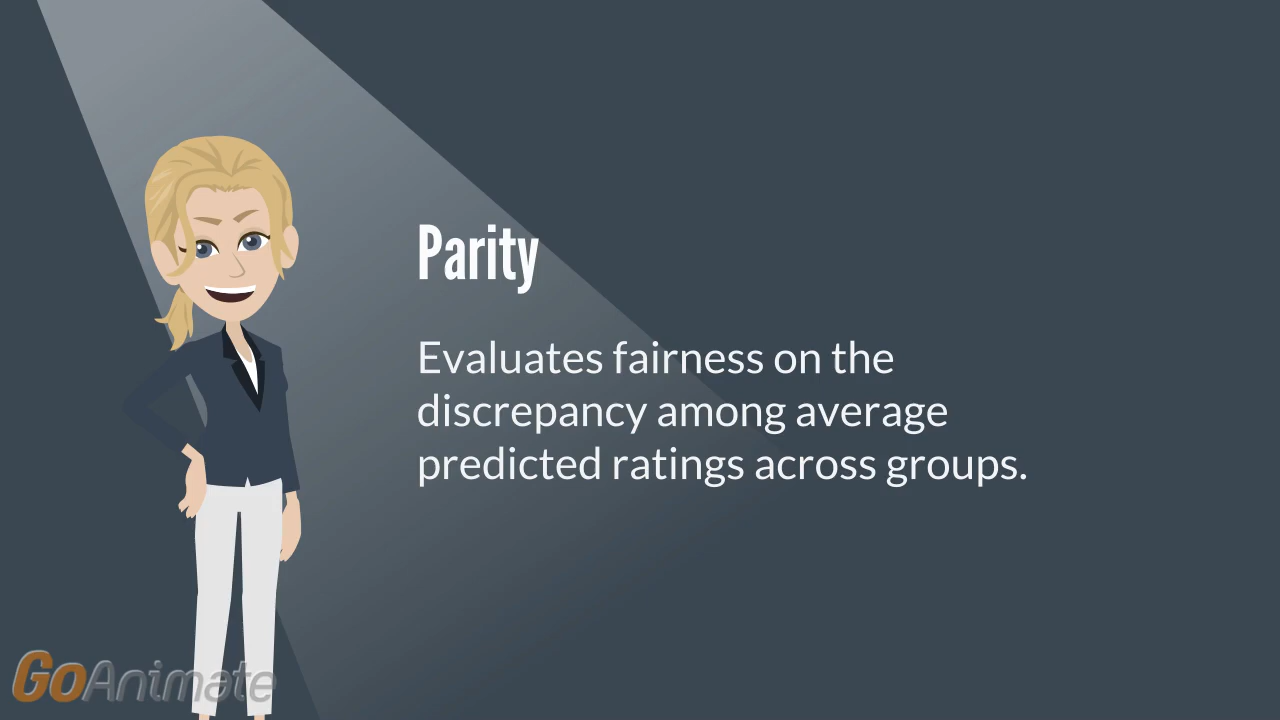 Parity
Evaluates fairness on the
discrepancy among average
predicted ratings across groups.
GoAnimate